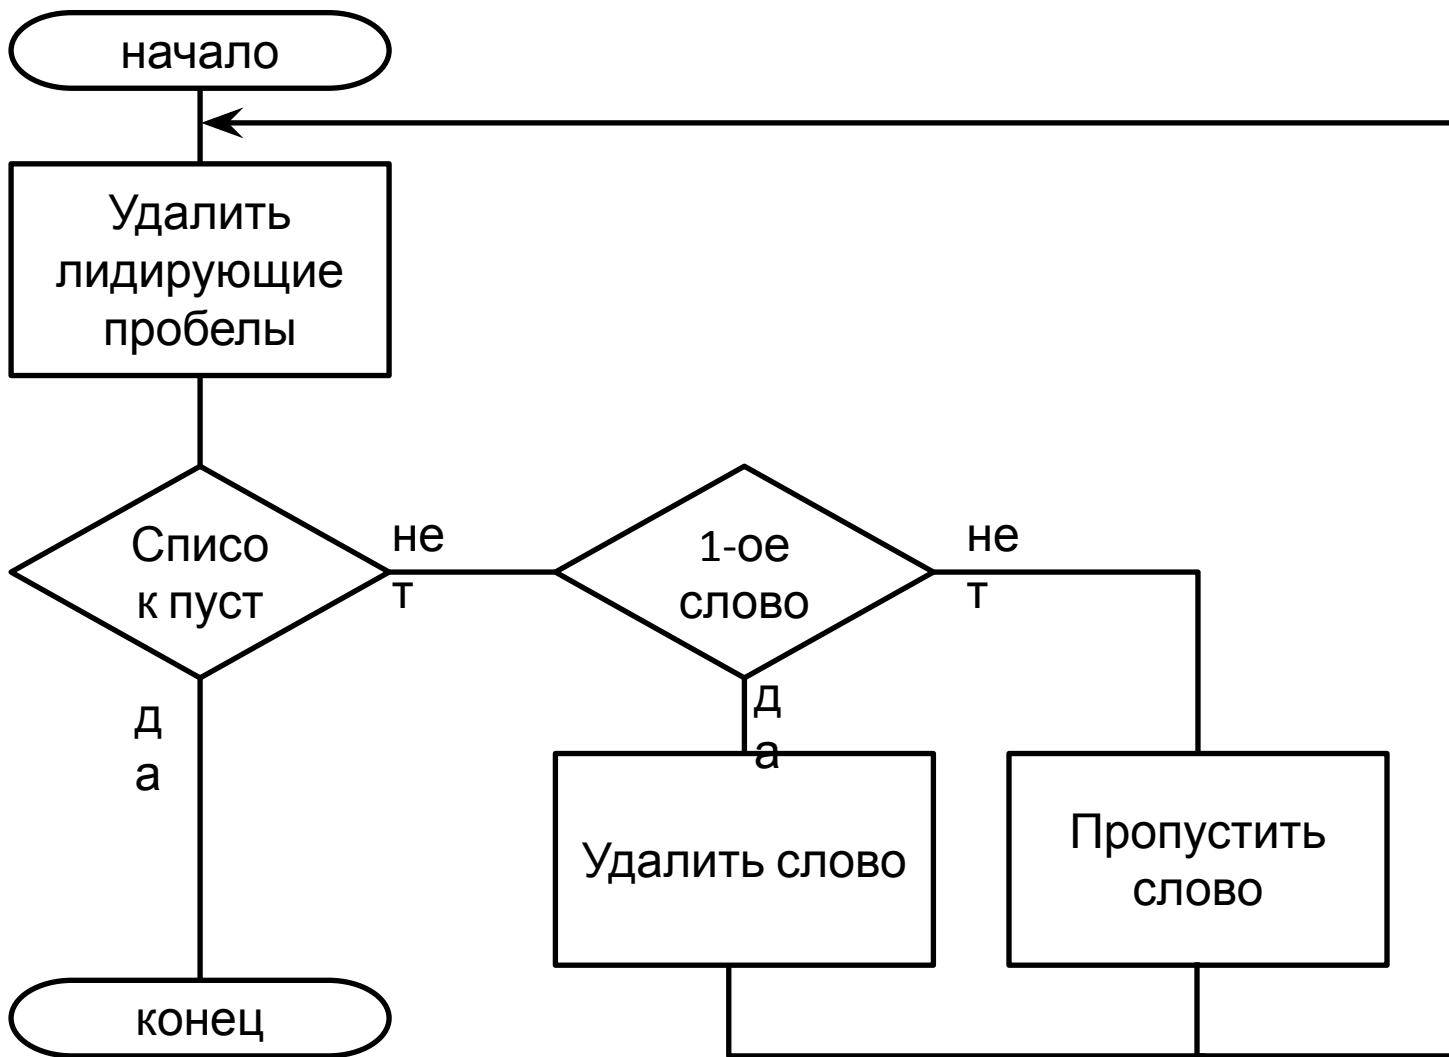 начало
Удалить
лидирующие
пробелы
Списо
к пуст
не
т
1-ое
слово
не
т
д
а
д
а
Удалить слово
Пропустить
слово
конец